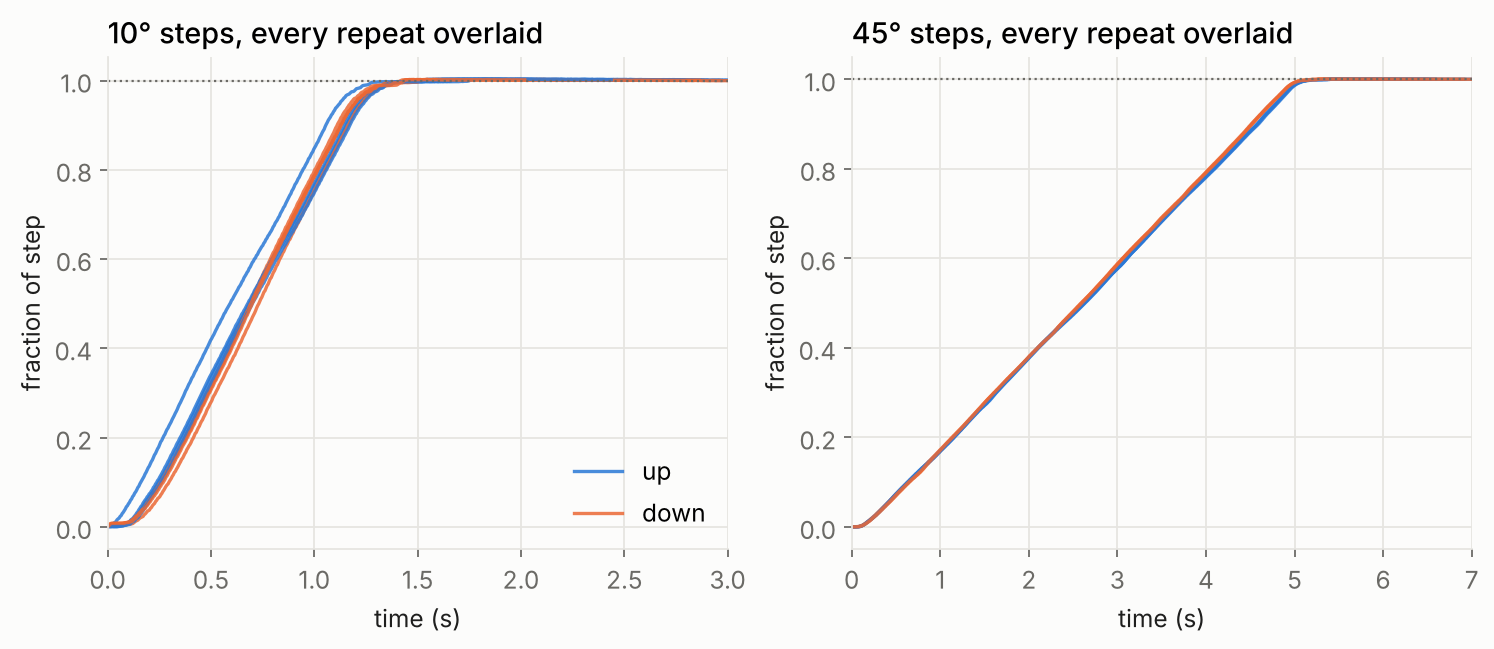 10° steps, every repeat overlaid
1.0
0.8
0.6
0.4
0.2
0.0
fraction of step
up
down
0.0 0.5 1.0 1.5 2.0 2.5 3.0
time (s)
45° steps, every repeat overlaid
1.0
0.8
0.6
0.4
0.2
0.0
fraction of step
0 1 2 3 4 5 6 7
time (s)